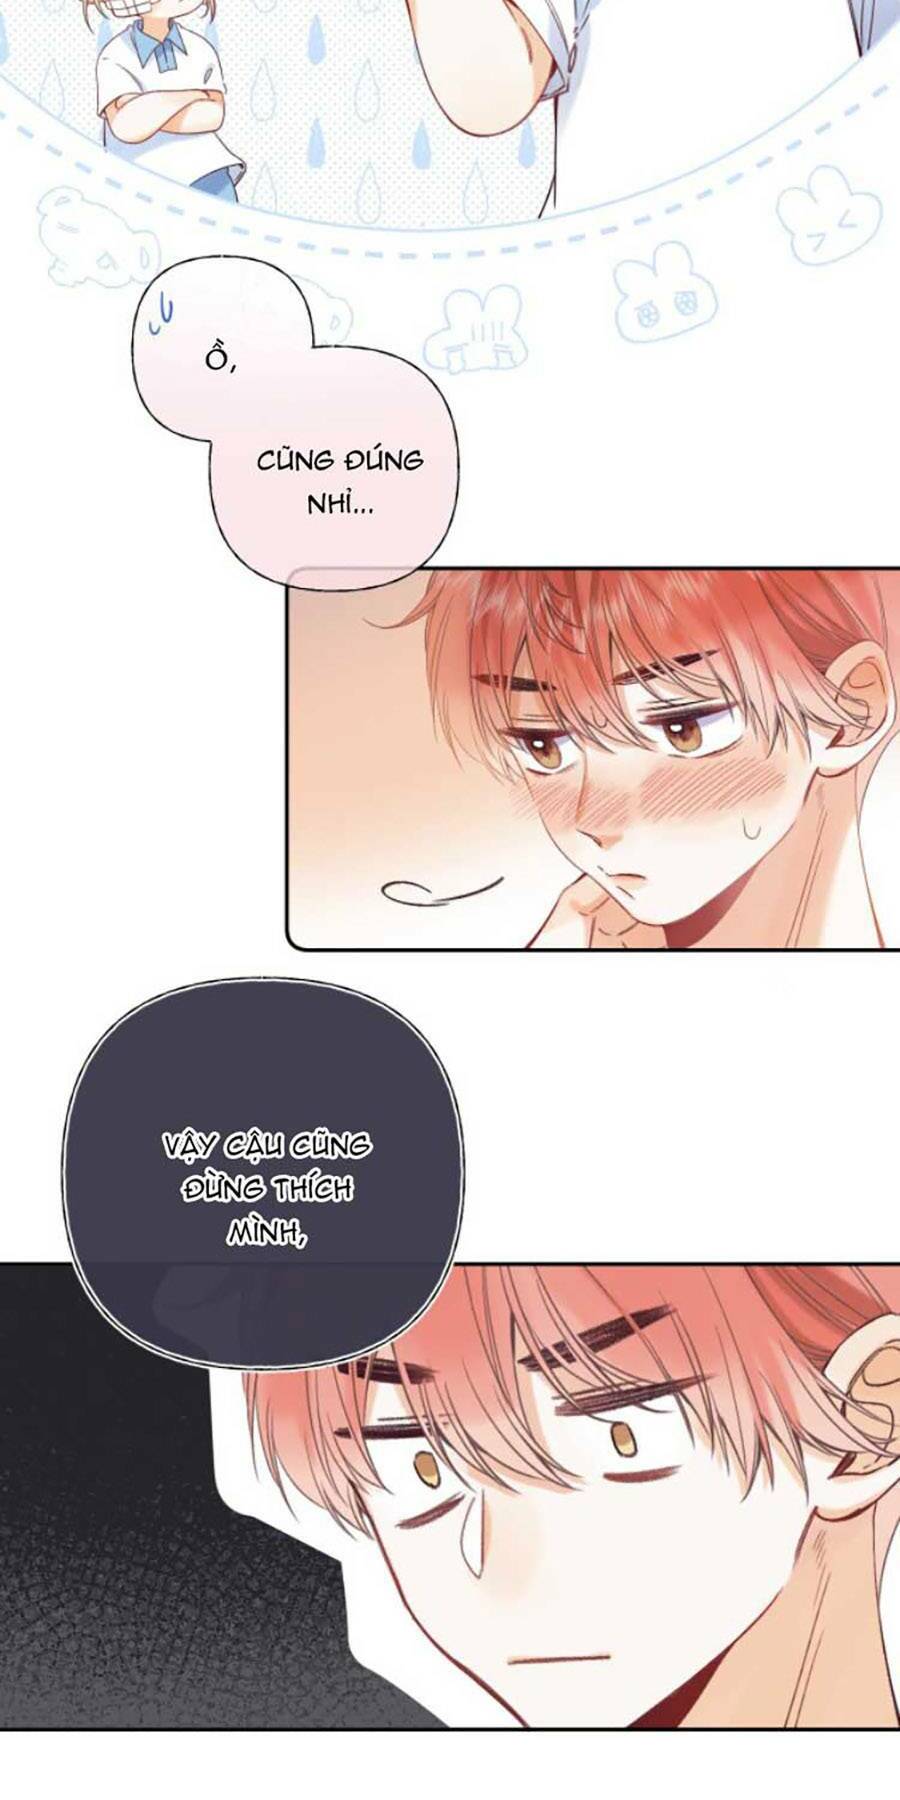 Ồ,
CŨNG ĐÚNG
NHỈ...
VẬY CẬU CŨNG
ĐỪNG THÍCH
MÌNH,